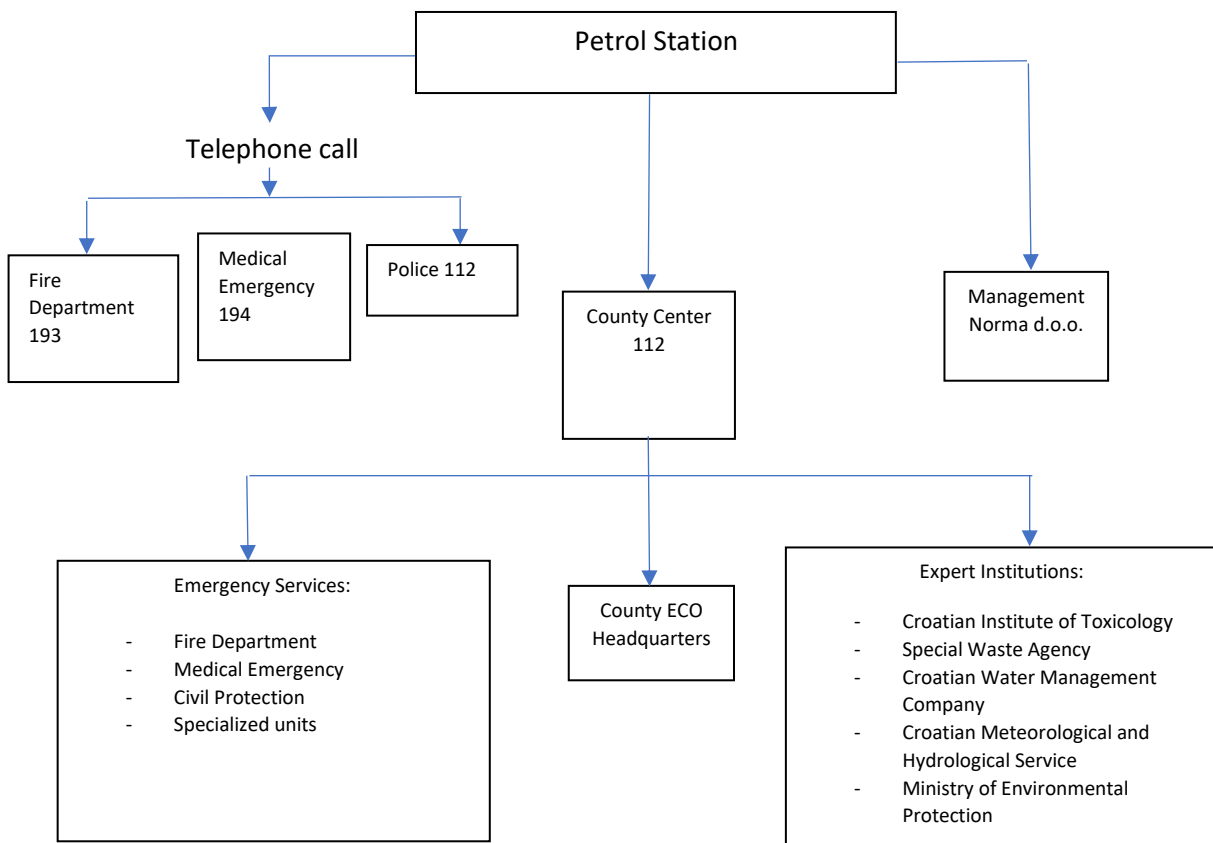 Petrol Station
Telephone call
Fire
Department
193
Medical
Emergency
194
Police 112
County Center
112
Management
Norma d.o.o.
Emergency Services:
- Fire Department
- Medical Emergency
- Civil Protection
- Specialized units
County ECO
Headquarters
Expert Institutions:
- Croatian Institute of Toxicology
- Special Waste Agency
- Croatian Water Management
Company
- Croatian Meteorological and
Hydrological Service
- Ministry of Environmental
Protection